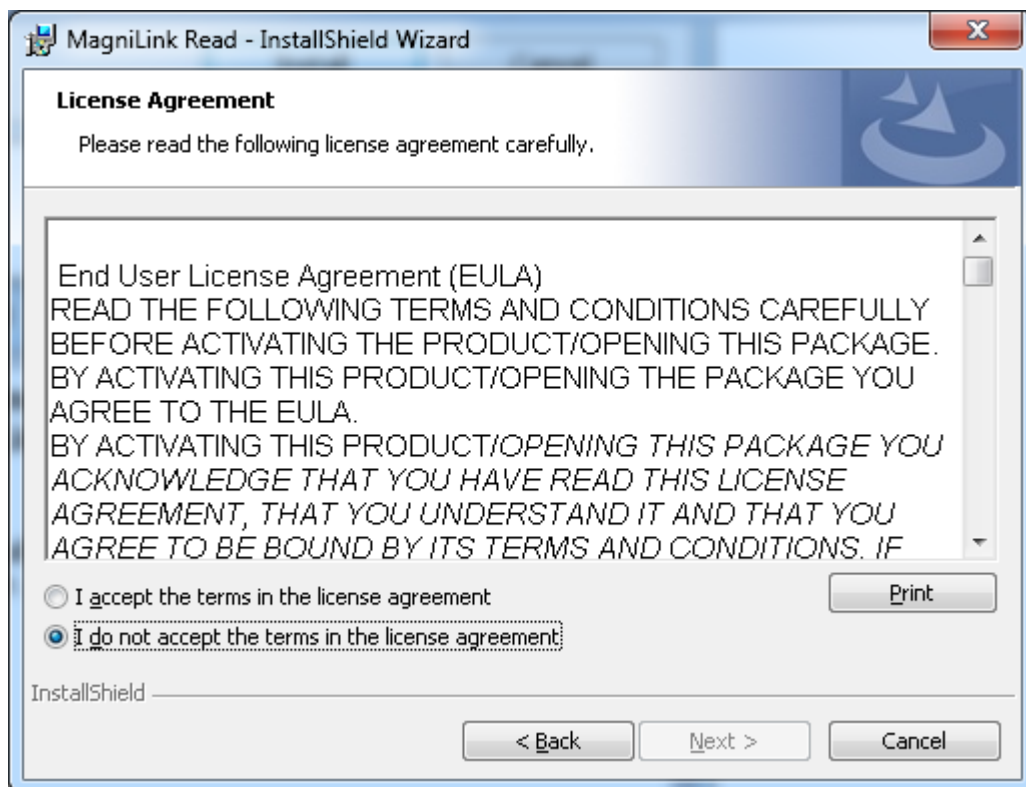 MagniLink Read - InstallShield Wizard
License Agreement
Please read the following license agreement carefully.
End User License Agreement (EULA)
READ THE FOLLOWING TERMS AND CONDITIONS CAREFULLY
BEFORE ACTIVATING THE PRODUCT/OPENING THIS PACKAGE.
BY ACTIVATING THIS PRODUCT/OPENING THE PACKAGE YOU
AGREE TO THE EULA.
BY ACTIVATING THIS PRODUCT/OPENING THIS PACKAGE YOU
ACKNOWLEDGE THAT YOU HAVE READ THIS LICENSE
AGREEMENT, THAT YOU UNDERSTAND IT AND THAT YOU
AGREE TO BE BOUND BY ITS TERMS AND CONDITIONS. IF
I accept the terms in the license agreement
Print
I do not accept the terms in the license agreement
InstallShield
< Back
Next >
Cancel